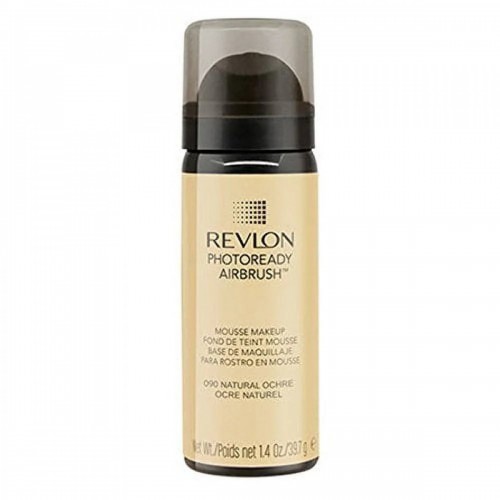 REVLON
PHOTOREADY
AIRBRUSH™
MOUSSE MAKEUP
FOND DE TEINT MOUSSE
BASE DE MAQUILLAJE
PARA ROSTRO EN MOUSSE
090 NATURAL OCHRE
OCRE NATUREL
Net Wt./Poids net 1.4 Oz./39.7 g e